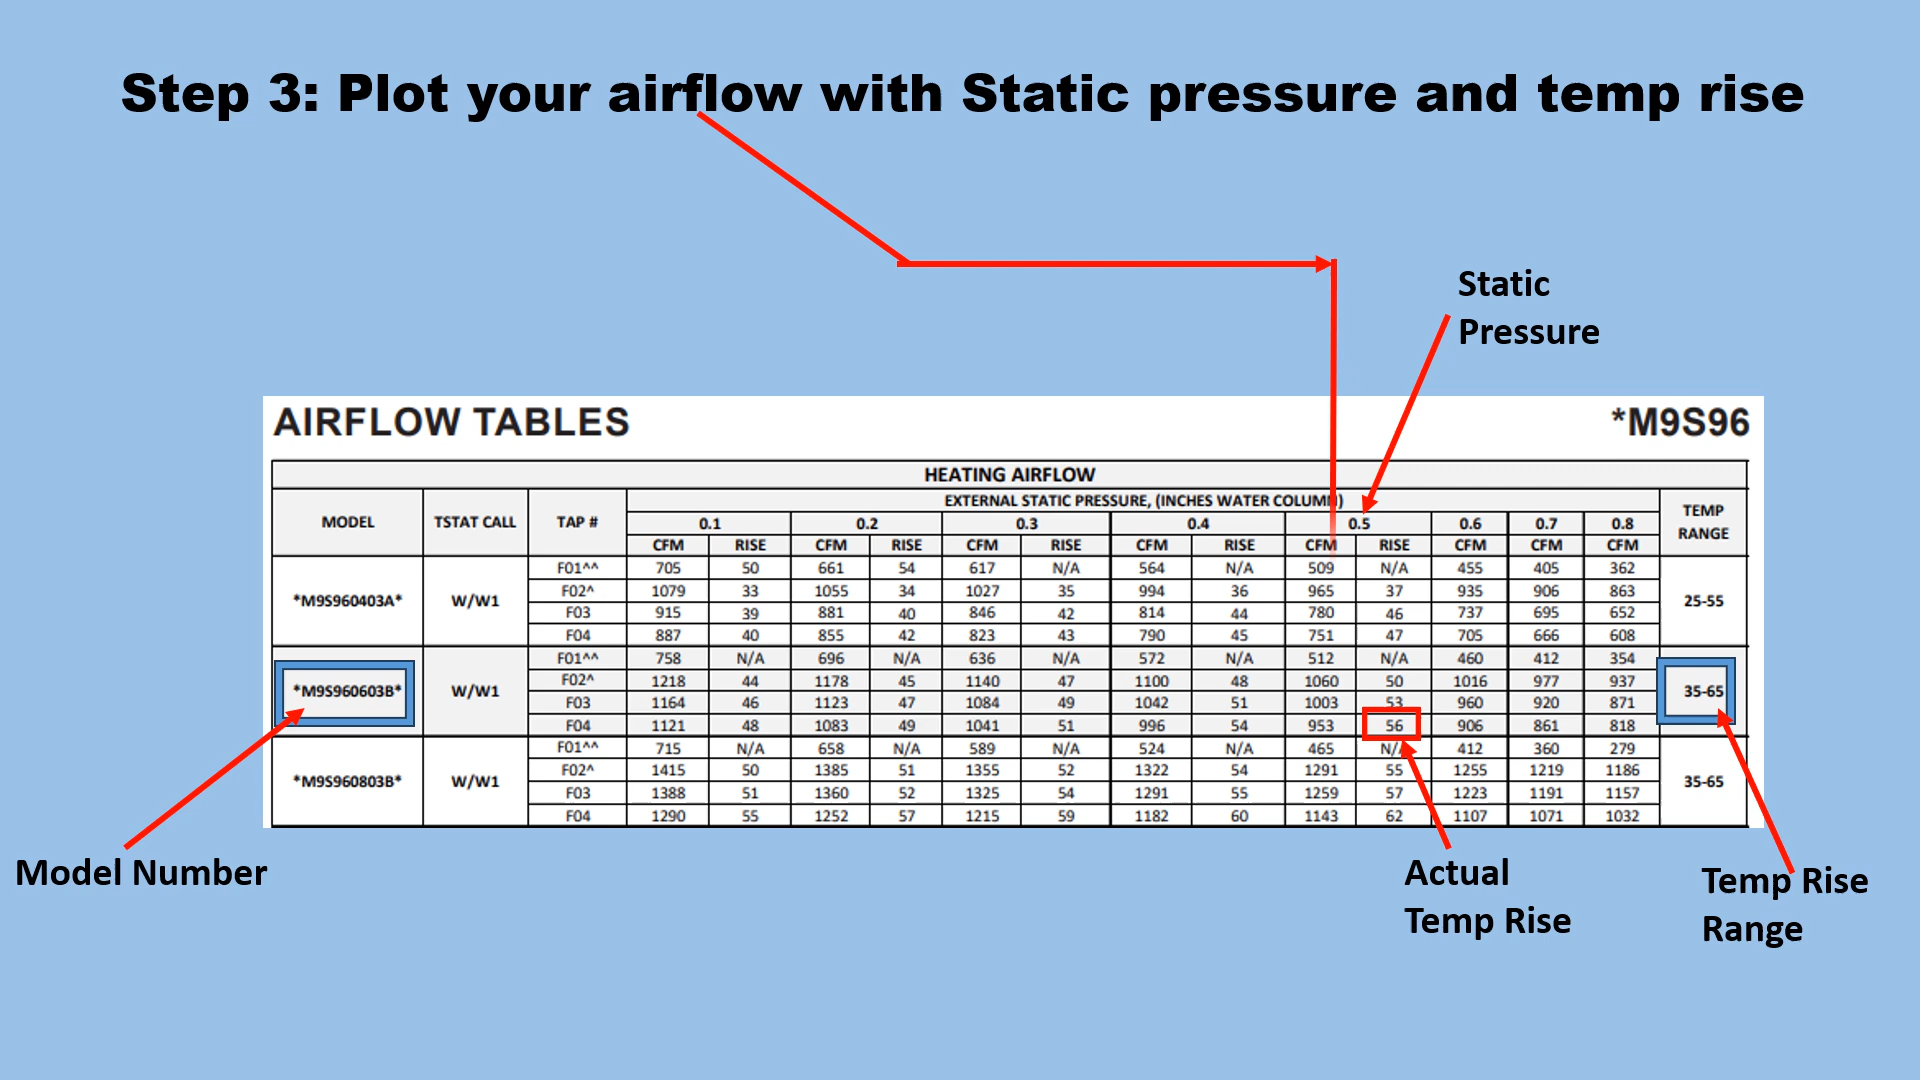 Step 3: Plot your airflow with Static pressure and temp rise
Static
Pressure
AIRFLOW TABLES *M9S96
HEATING AIRFLOW
MODEL TSTAT CALL TAP # EXTERNAL STATIC PRESSURE, (INCHES WATER COLUMN) TEMP RANGE
0.1 0.2 0.3 0.4 0.5 0.6 0.7 0.8
CFM RISE CFM RISE CFM RISE CFM RISE CFM RISE CFM CFM CFM
*M9S960403A* W/W1 25-55
F01^^ 705 50 661 54 617 N/A 564 N/A 509 N/A 455 405 362
F02^ 1079 33 1055 34 1027 35 994 36 965 37 935 906 863
F03 915 39 881 40 846 42 814 44 780 46 737 695 652
F04 887 40 855 42 823 43 790 45 751 47 705 666 608
*M9S960603B* W/W1 35-65
F01^^ 758 N/A 696 N/A 636 N/A 572 N/A 512 N/A 460 412 354
F02^ 1218 44 1178 45 1140 47 1100 48 1060 50 1016 977 937
F03 1164 46 1123 47 1084 49 1042 51 1003 53 960 920 871
F04 1121 48 1083 49 1041 51 996 54 953 56 906 861 818
*M9S960803B* W/W1 35-65
F01^^ 715 N/A 658 N/A 589 N/A 524 N/A 465 N/A 412 360 279
F02^ 1415 50 1385 51 1355 52 1322 54 1291 55 1255 1219 1186
F03 1388 51 1360 52 1325 54 1291 55 1259 57 1223 1191 1157
F04 1290 55 1252 57 1215 59 1182 60 1143 62 1107 1071 1032
Model Number
Actual
Temp Rise
Temp Rise
Range